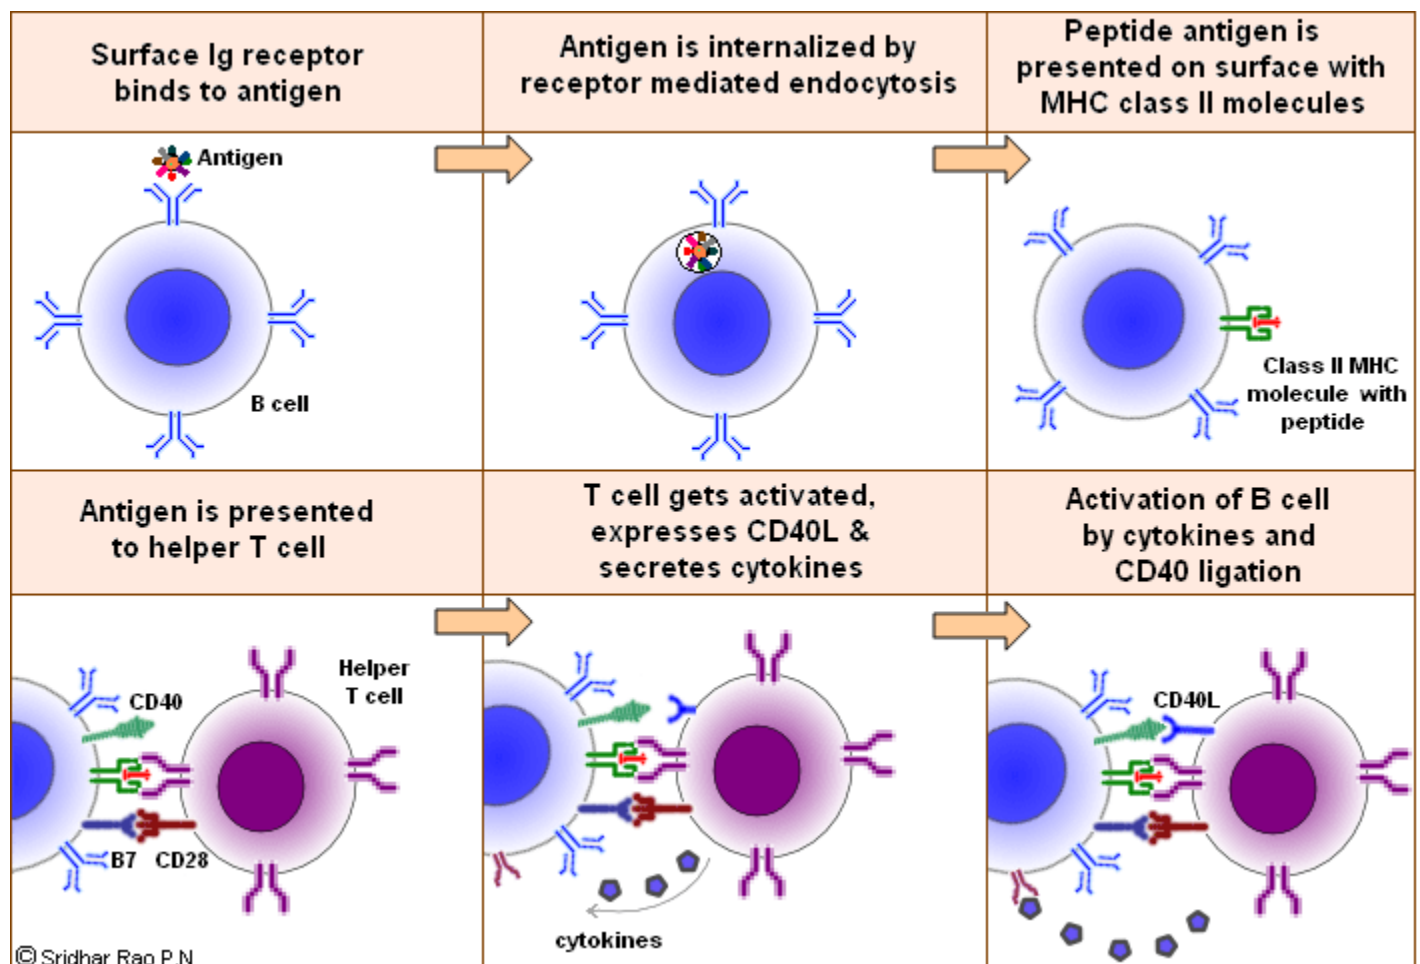 Surface Ig receptor
binds to antigen
Antigen is internalized by
receptor mediated endocytosis
Peptide antigen is
presented on surface with
MHC class II molecules
Antigen
B cell
Class II MHC
molecule with
peptide
Antigen is presented
to helper T cell
T cell gets activated,
expresses CD40L &
secretes cytokines
Activation of B cell
by cytokines and
CD40 ligation
Helper
T cell
CD40
B7 CD28
cytokines
CD40L
© Sridhar Rao P.N